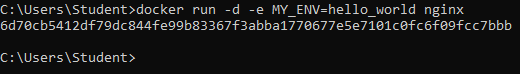 C:\Users\Student>docker run -d -e MY_ENV=hello_world nginx
6d70cb5412df79dc844fe99b83367f3abba1770677e5e7101c0fc6f09fcc7bbb

C:\Users\Student>